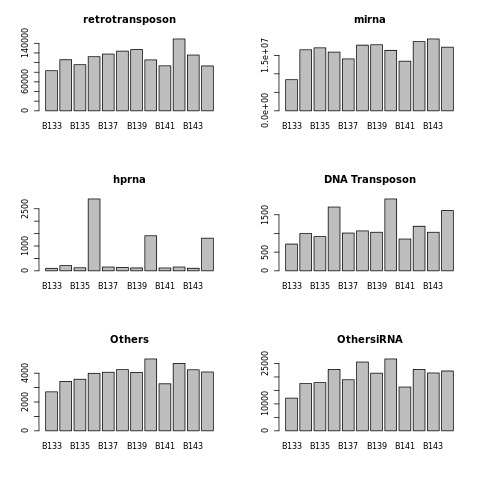 retrotransposon
0 60000 140000
B133 B135 B137 B139 B141 B143
mirna
0.0e+00 1.5e+07
B133 B135 B137 B139 B141 B143
hprna
0 1000 2500
B133 B135 B137 B139 B141 B143
DNA Transposon
0 500 1500
B133 B135 B137 B139 B141 B143
Others
0 2000 4000
B133 B135 B137 B139 B141 B143
OthersiRNA
0 10000 25000
B133 B135 B137 B139 B141 B143